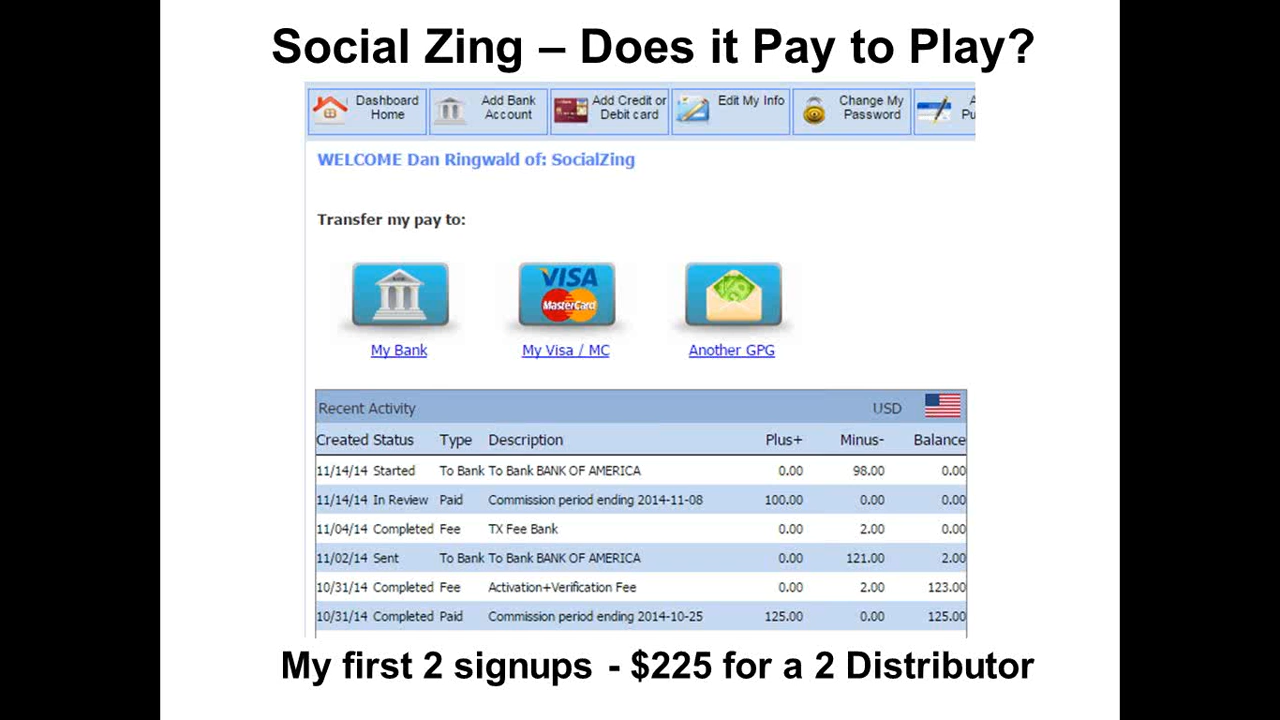 Social Zing – Does it Pay to Play?
Dashboard Home
Add Bank Account
Add Credit or Debit card
Edit My Info
Change My Password
WELCOME Dan Ringwald of: SocialZing
Transfer my pay to:
VISA
MasterCard
My Bank
My Visa / MC
Another GPG
Recent Activity USD
Created Status Type Description Plus+ Minus- Balance
11/14/14 Started To Bank To Bank BANK OF AMERICA 0.00 98.00 0.00
11/14/14 In Review Paid Commission period ending 2014-11-08 100.00 0.00 0.00
11/04/14 Completed Fee TX Fee Bank 0.00 2.00 0.00
11/02/14 Sent To Bank To Bank BANK OF AMERICA 0.00 121.00 2.00
10/31/14 Completed Fee Activation+Verification Fee 0.00 2.00 123.00
10/31/14 Completed Paid Commission period ending 2014-10-25 125.00 0.00 125.00
My first 2 signups - $225 for a 2 Distributor